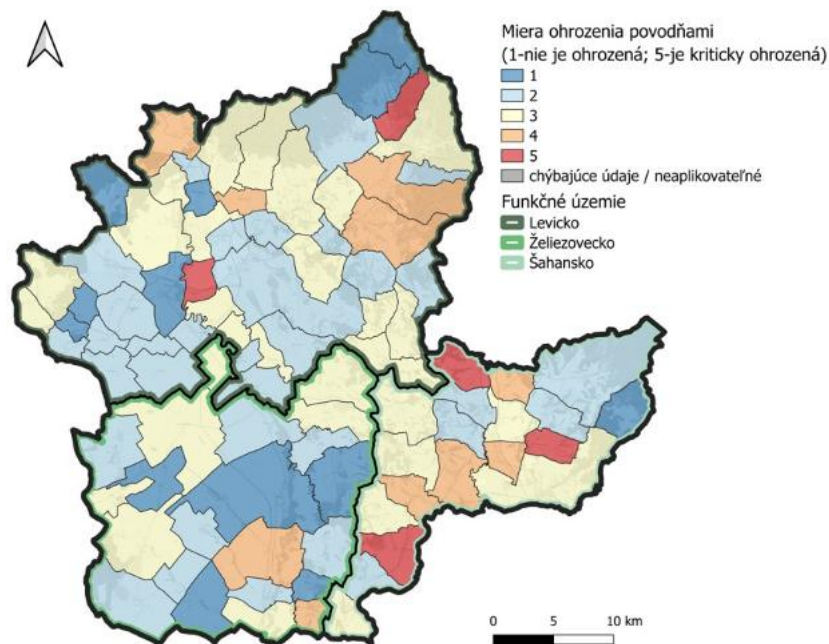 Miera ohrozenia povodňami
(1-nie je ohrozená; 5-je kriticky ohrozená)
1
2
3
4
5
chýbajúce údaje / neaplikovateľné
Funkčné územie
Levicko
Želiezovecko
Šahansko
0 5 10 km